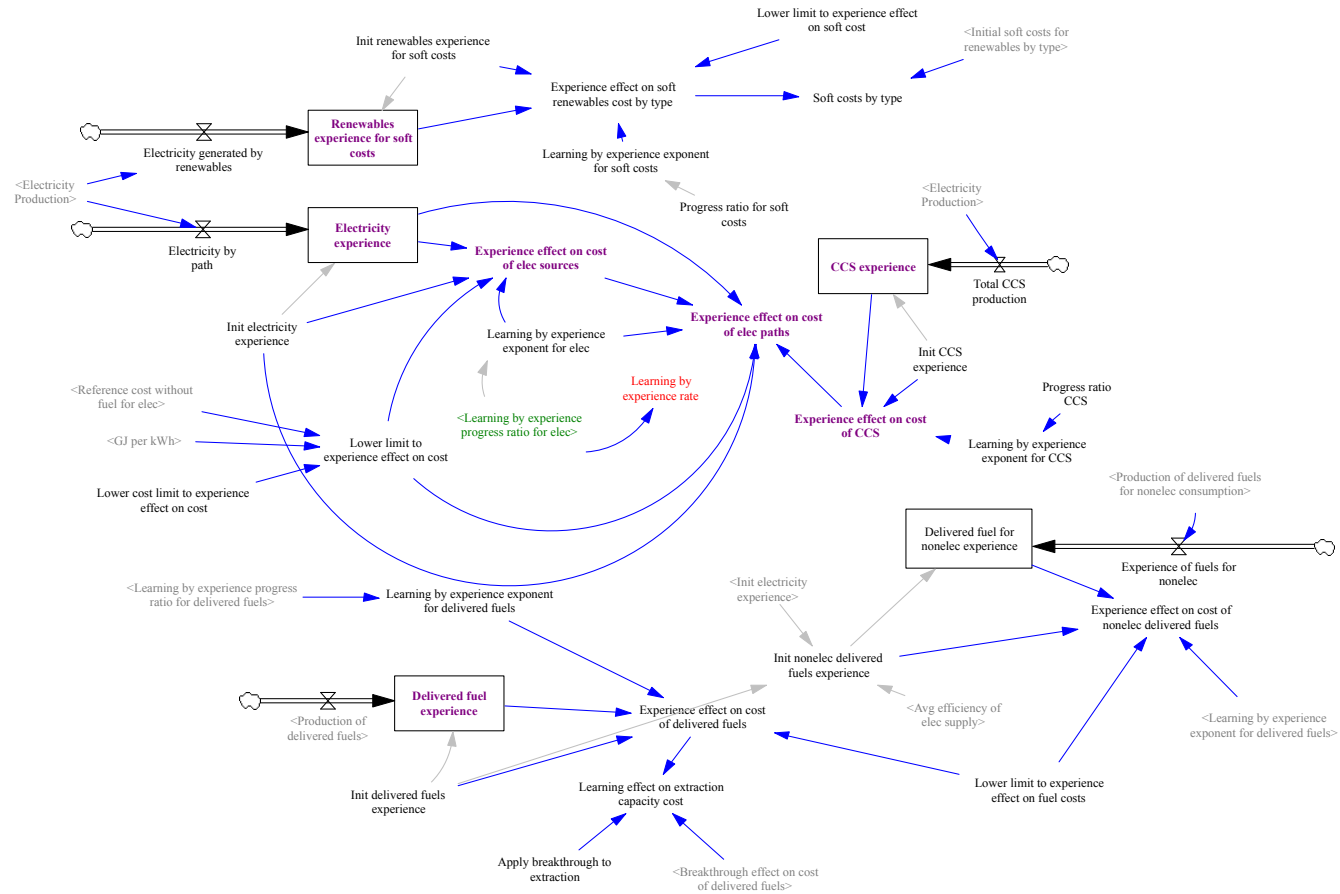 Lower limit to experience effect
on soft cost
<Initial soft costs for
renewables by type>
Init renewables experience
for soft costs
Experience effect on soft
renewables cost by type
Soft costs by type
Renewables
experience for soft
costs
Electricity generated by
renewables
Learning by experience exponent
for soft costs
<Electricity
Production>
Progress ratio for soft
costs
<Electricity
Production>
Electricity
experience
Electricity by
path
Experience effect on cost
of elec sources
CCS experience
Total CCS
production
Init electricity
experience
Learning by experience
exponent for elec
Experience effect on cost
of elec paths
Init CCS
experience
<Reference cost without
fuel for elec>
Learning by
experience rate
Progress ratio
CCS
<GJ per kWh>
<Learning by experience
progress ratio for elec>
Experience effect on cost
of CCS
Lower limit to
experience effect on cost
Learning by experience
exponent for CCS
Lower cost limit to experience
effect on cost
<Production of delivered fuels
for nonelec consumption>
Delivered fuel for
nonelec experience
Experience of fuels for
nonelec
<Learning by experience progress
ratio for delivered fuels>
Learning by experience exponent
for delivered fuels
<Init electricity
experience>
Experience effect on cost of
nonelec delivered fuels
Init nonelec delivered
fuels experience
Delivered fuel
experience
<Production of
delivered fuels>
Experience effect on cost
of delivered fuels
<Avg efficiency of
elec supply>
<Learning by experience
exponent for delivered fuels>
Init delivered fuels
experience
Learning effect on extraction
capacity cost
Lower limit to experience
effect on fuel costs
Apply breakthrough to
extraction
<Breakthrough effect on cost
of delivered fuels>